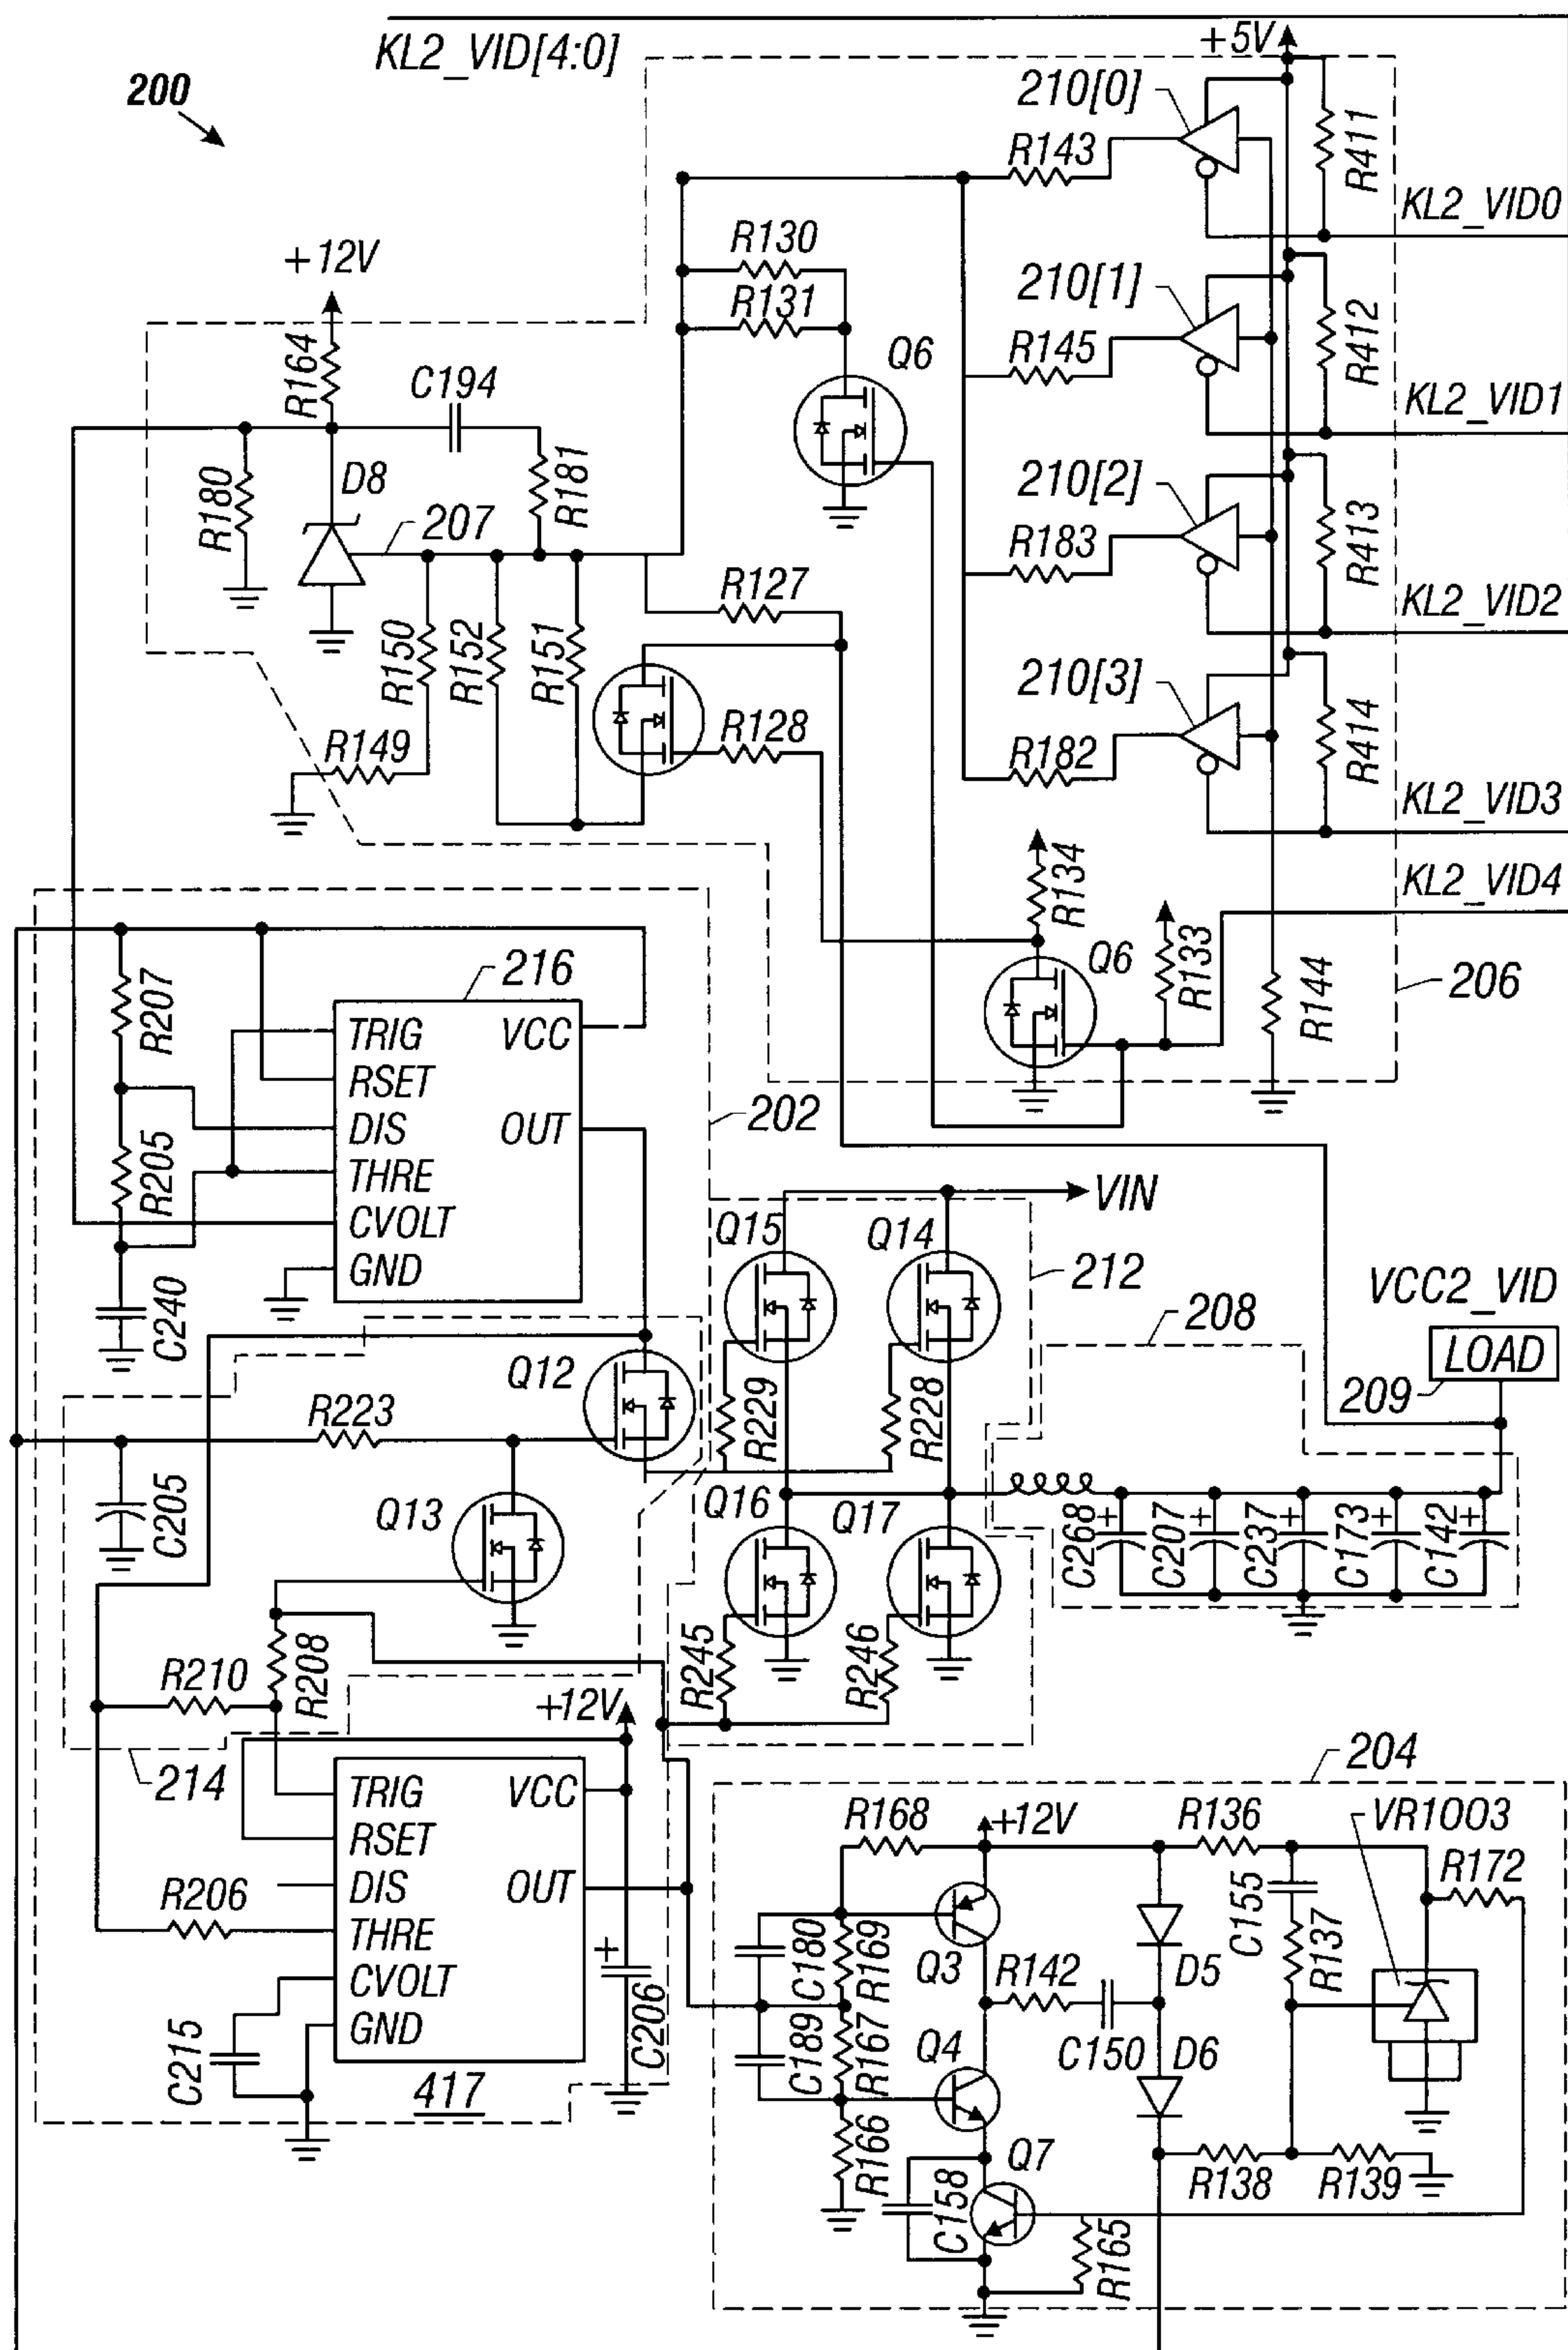 KL2_VID[4:0]
200
+5V
210[0]
R143
R411
KL2_VID0
R130
R131
+12V
210[1]
R145
R412
KL2_VID1
Q6
R164
C194
R180
D8
R181
207
210[2]
R183
R413
KL2_VID2
R127
R150
R152
R151
R149
R128
210[3]
R182
R414
KL2_VID3
R134
KL2_VID4
Q6
R133
R144
206
R207
216
TRIG
VCC
RSET
DIS
OUT
THRE
CVOLT
GND
R205
202
C240
VIN
Q15
Q14
212
VCC2_VID
208
LOAD
209
Q12
R223
R229
R228
C205
Q13
Q16
Q17
C268
+
C207
+
C237
+
C173
+
C142
+
R245
R246
R210
R208
+12V
214
TRIG
VCC
RSET
DIS
OUT
THRE
CVOLT
GND
R206
C215
+
C206
417
204
R168
+12V
R136
VR1003
R172
C180
R169
Q3
R142
D5
C155
R137
C189
R167
Q4
C150
D6
R166
C158
Q7
R165
R138
R139